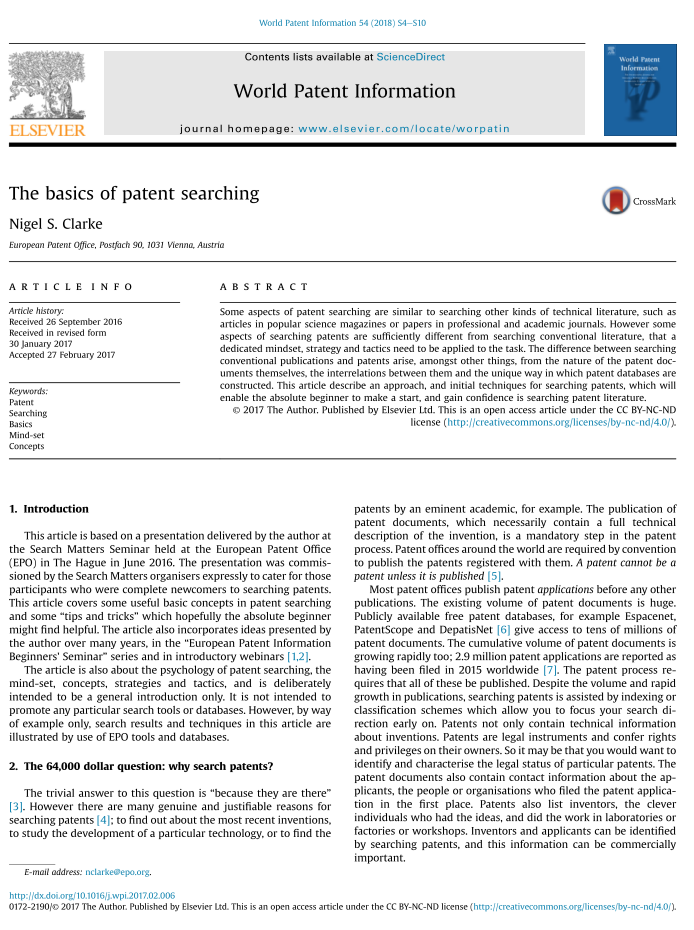 World Patent Information 54 (2018) S4–S10
Contents lists available at ScienceDirect
World Patent Information
journal homepage: www.elsevier.com/locate/worpatin
ELSEVIER
World Patent
Information
The basics of patent searching
CrossMark
Nigel S. Clarke
European Patent Office, Postfach 90, 1031 Vienna, Austria
ARTICLE INFO
Article history:
Received 26 September 2016
Received in revised form
30 January 2017
Accepted 27 February 2017
Keywords:
Patent
Searching
Basics
Mind-set
Concepts
ABSTRACT
Some aspects of patent searching are similar to searching other kinds of technical literature, such as
articles in popular science magazines or papers in professional and academic journals. However some
aspects of searching patents are sufficiently different from searching conventional literature, that a
dedicated mindset, strategy and tactics need to be applied to the task. The difference between searching
conventional publications and patents arise, amongst other things, from the nature of the patent doc-
uments themselves, the interrelations between them and the unique way in which patent databases are
constructed. This article describe an approach, and initial techniques for searching patents, which will
enable the absolute beginner to make a start, and gain confidence is searching patent literature.
© 2017 The Author. Published by Elsevier Ltd. This is an open access article under the CC BY-NC-ND
license (http://creativecommons.org/licenses/by-nc-nd/4.0/).
1. Introduction
This article is based on a presentation delivered by the author at
the Search Matters Seminar held at the European Patent Office
(EPO) in The Hague in June 2016. The presentation was commis-
sioned by the Search Matters organisers expressly to cater for those
participants who were complete newcomers to searching patents.
This article covers some useful basic concepts in patent searching
and some “tips and tricks” which hopefully the absolute beginner
might find helpful. The article also incorporates ideas presented by
the author over many years, in the “European Patent Information
Beginners’ Seminar” series and in introductory webinars [1,2].
The article is also about the psychology of patent searching, the
mind-set, concepts, strategies and tactics, and is deliberately
intended to be a general introduction only. It is not intended to
promote any particular search tools or databases. However, by way
of example only, search results and techniques in this article are
illustrated by use of EPO tools and databases.
2. The 64,000 dollar question: why search patents?
The trivial answer to this question is “because they are there”
[3]. However there are many genuine and justifiable reasons for
searching patents [4]; to find out about the most recent inventions,
to study the development of a particular technology, or to find the
patents by an eminent academic, for example. The publication of
patent documents, which necessarily contain a full technical
description of the invention, is a mandatory step in the patent
process. Patent offices around the world are required by convention
to publish the patents registered with them. A patent cannot be a
patent unless it is published [5].
Most patent offices publish patent applications before any other
publications. The existing volume of patent documents is huge.
Publicly available free patent databases, for example Espacenet,
PatentScope and DepatisNet [6] give access to tens of millions of
patent documents. The cumulative volume of patent documents is
growing rapidly too; 2.9 million patent applications are reported as
having been filed in 2015 worldwide [7]. The patent process re-
quires that all of these be published. Despite the volume and rapid
growth in publications, searching patents is assisted by indexing or
classification schemes which allow you to focus your search di-
rection early on. Patents not only contain technical information
about inventions. Patents are legal instruments and confer rights
and privileges on their owners. So it may be that you would want to
identify and characterise the legal status of particular patents. The
patent documents also contain contact information about the ap-
plicants, the people or organisations who filed the patent applica-
tion in the first place. Patents also list inventors, the clever
individuals who had the ideas, and did the work in laboratories or
factories or workshops. Inventors and applicants can be identified
by searching patents, and this information can be commercially
important.
E-mail address: nclarke@epo.org.
http://dx.doi.org/10.1016/j.wpi.2017.02.006
0172-2190/© 2017 The Author. Published by Elsevier Ltd. This is an open access article under the CC BY-NC-ND license (http://creativecommons.org/licenses/by-nc-nd/4.0/).